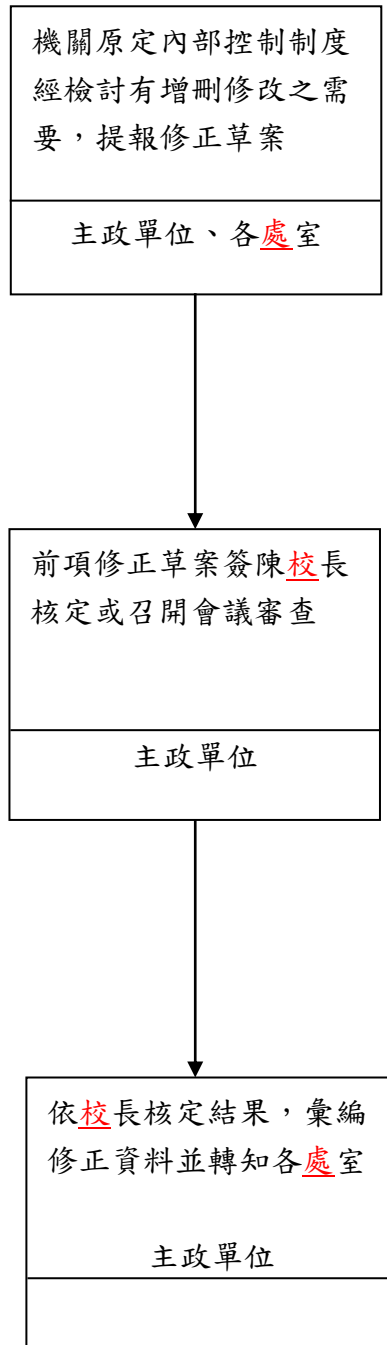 機關原定內部控制制度
經檢討有增刪修改之需
要，提報修正草案
主政單位、各處室
前項修正草案簽陳校長
核定或召開會議審查
主政單位
依校長核定結果，彙編
修正資料並轉知各處室
主政單位